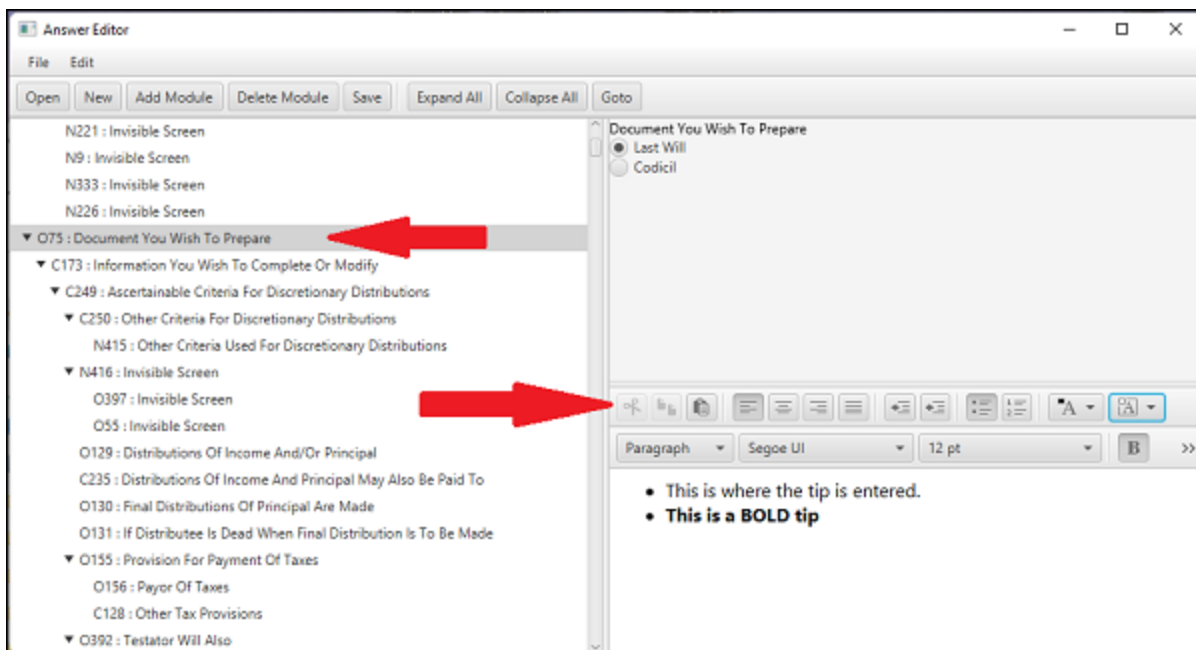 Answer Editor
File Edit
Open New Add Module Delete Module Save Expand All Collapse All Goto
N221 : Invisible Screen
N9 : Invisible Screen
N333 : Invisible Screen
N226 : Invisible Screen
O75 : Document You Wish To Prepare
C173 : Information You Wish To Complete Or Modify
C249 : Ascertainable Criteria For Discretionary Distributions
C250 : Other Criteria For Discretionary Distributions
N415 : Other Criteria Used For Discretionary Distributions
N416 : Invisible Screen
O397 : Invisible Screen
O55 : Invisible Screen
O129 : Distributions Of Income And/Or Principal
C235 : Distributions Of Income And Principal May Also Be Paid To
O130 : Final Distributions Of Principal Are Made
O131 : If Distributee Is Dead When Final Distribution Is To Be Made
O155 : Provision For Payment Of Taxes
O156 : Payor Of Taxes
C128 : Other Tax Provisions
O392 : Testator Will Also
Document You Wish To Prepare
Last Will
Codicil
Paragraph Segoe UI 12 pt B
• This is where the tip is entered.
• This is a BOLD tip